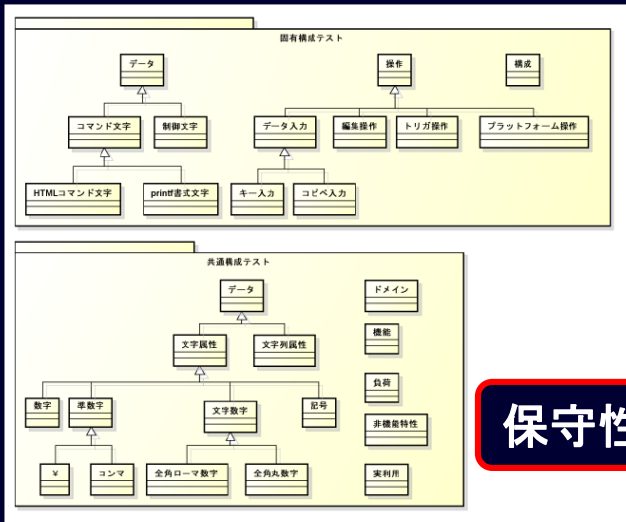 固有構成テスト
データ
操作
構成
コマンド文字
制御文字
データ入力
編集操作
トリガ操作
プラットフォーム操作
HTMLコマンド文字
printf書式文字
キー入力
コピペ入力
共通構成テスト
データ
ドメイン
文字属性
文字列属性
機能
数字
準数字
文字数字
記号
負荷
非機能特性
¥
コンマ
全角ローマ数字
全角丸数字
実利用
保守性